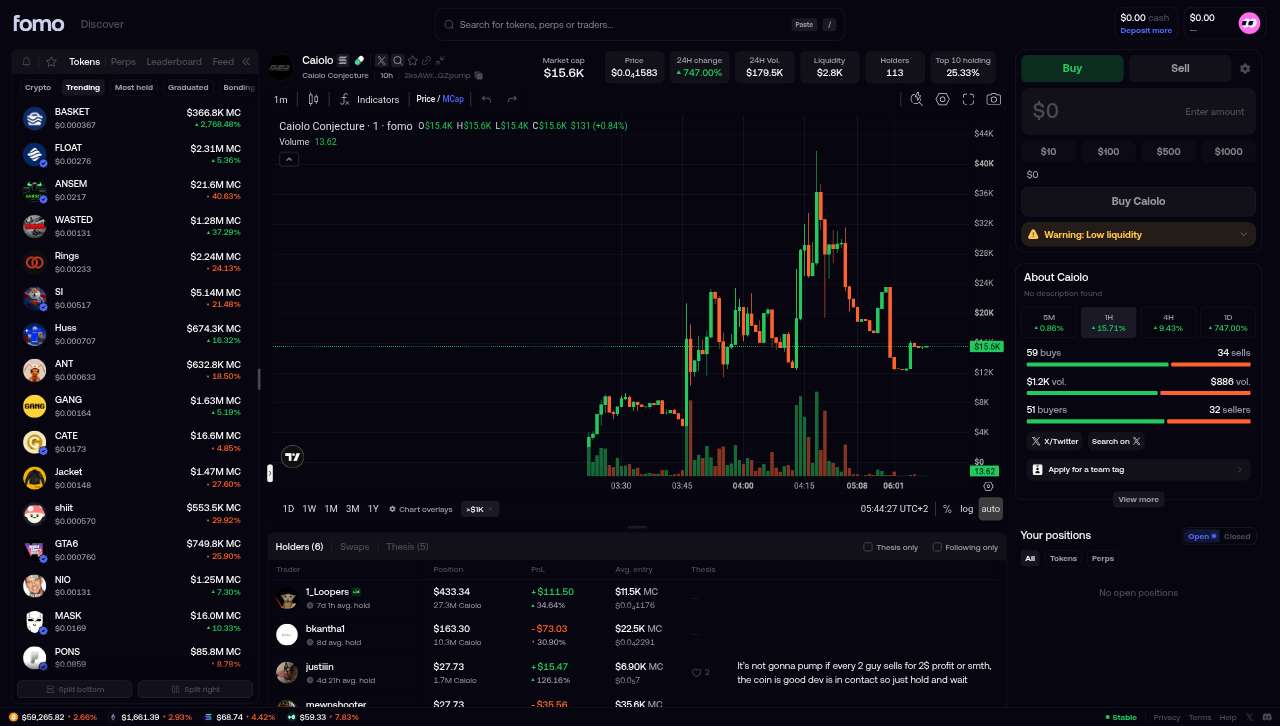 fomo Discover
Search for tokens, perps or traders... Paste /
$0.00 cash Deposit more
$0.00 —
Tokens Perps Leaderboard Feed
Crypto Trending Most held Graduated Bonding
BASKET $366.8K MC
$0.000367 2,768.48%
FLOAT $2.31M MC
$0.00276 5.36%
ANSEM $21.6M MC
$0.0217 40.63%
WASTED $1.28M MC
$0.00131 37.29%
Rings $2.24M MC
$0.00233 24.13%
SI $5.14M MC
$0.00517 21.48%
Huss $674.3K MC
$0.000707 16.32%
ANT $632.8K MC
$0.000633 18.50%
GANG $1.63M MC
$0.00164 5.19%
CATE $16.6M MC
$0.0173 4.85%
Jacket $1.47M MC
$0.00148 27.60%
shiit $553.5K MC
$0.000570 29.92%
GTA6 $749.8K MC
$0.000760 25.90%
NIO $1.25M MC
$0.00131 7.30%
MASK $16.0M MC
$0.0169 10.33%
PONS $85.8M MC
$0.0859 8.78%
Split bottom Split right
Caiolo
Caiolo Conjecture 10h
Market cap $15.6K
Price $0.0₄1583
24H change 747.00%
24H Vol. $179.5K
Liquidity $2.8K
Holders 113
Top 10 holding 25.33%
1m Indicators Price / MCap
Caiolo Conjecture · 1 · fomo O$15.4K H$15.6K L$15.4K C$15.6K $131 (+0.84%)
Volume 13.62
$44K
$40K
$36K
$32K
$28K
$24K
$20K
$15.6K
$12K
$8K
$4K
$0
13.62
03:30 03:45 04:00 04:15 05:08 06:01
1D 1W 1M 3M 1Y Chart overlays >$1K 05:44:27 UTC+2 % log auto
Holders (6) Swaps Thesis (5) Thesis only Following only
Trader Position PnL Avg. entry Thesis
1_Loopers $433.34 +$111.50 $11.5K MC
7d 1h avg. hold 27.3M Caiolo 34.64% $0.0₄1176
bkantha1 $163.30 -$73.03 $22.5K MC
8d avg. hold 10.3M Caiolo 30.90% $0.0₄2291
justiiin $27.73 +$15.47 $6.90K MC
4d 21h avg. hold 1.7M Caiolo 126.16% $0.0₅7
2 It's not gonna pump if every 2 guy sells for 2$ profit or smth,
the coin is good dev is in contact so just hold and wait
mewnshooter $27.73 -$35.56 $35.6K MC
Buy Sell
$0 Enter amount
$10 $100 $500 $1000
$0
Buy Caiolo
Warning: Low liquidity
About Caiolo
No description found
5M 1H 4H 1D
0.86% 15.71% 9.43% 747.00%
59 buys 34 sells
$1.2K vol. $886 vol.
51 buyers 32 sellers
X/Twitter Search on X
Apply for a team tag
View more
Your positions Open Closed
All Tokens Perps
No open positions
$59,265.82 2.66% $1,661.39 2.93% $68.74 4.42% $59.33 7.83%
Stable Privacy Terms Help